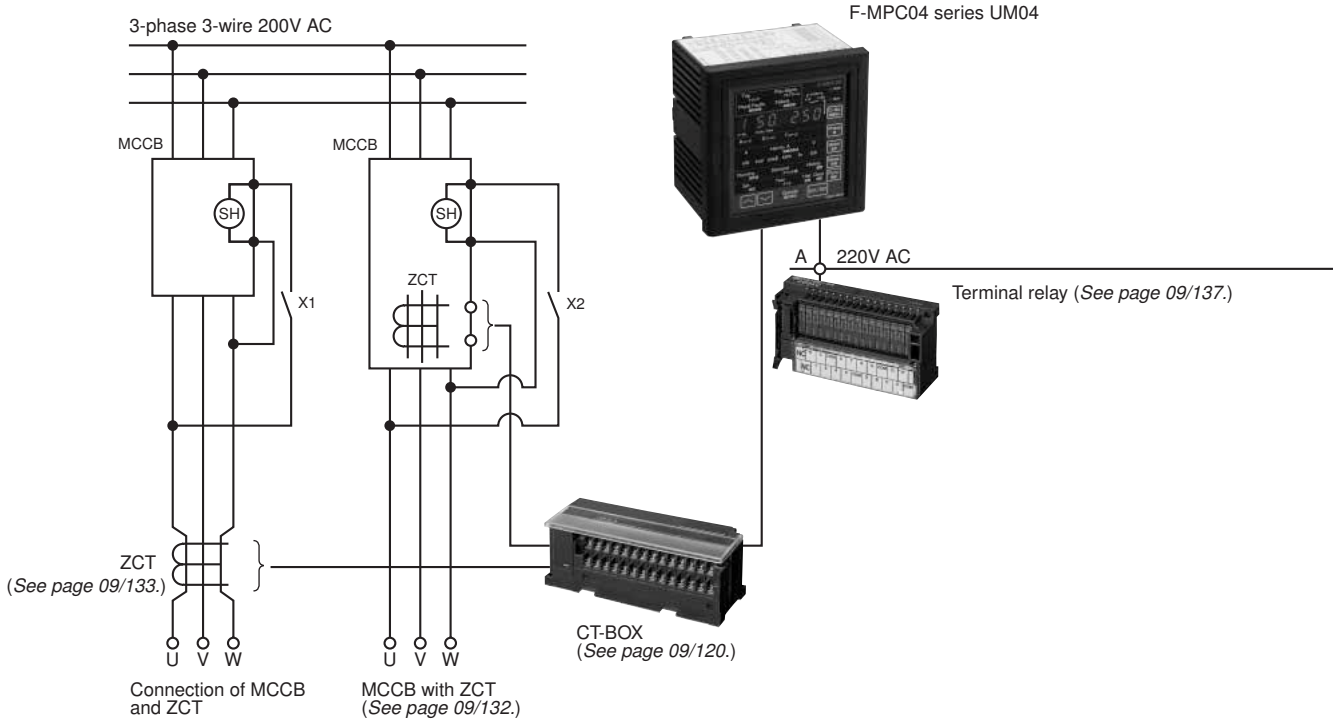 F-MPC04 series UM04
3-phase 3-wire 200V AC
MCCB
MCCB
SH
SH
ZCT
X1
X2
A
220V AC
Terminal relay (See page 09/137.)
150 250
ZCT
(See page 09/133.)
U V W
U V W
CT-BOX
(See page 09/120.)
Connection of MCCB
and ZCT
MCCB with ZCT
(See page 09/132.)